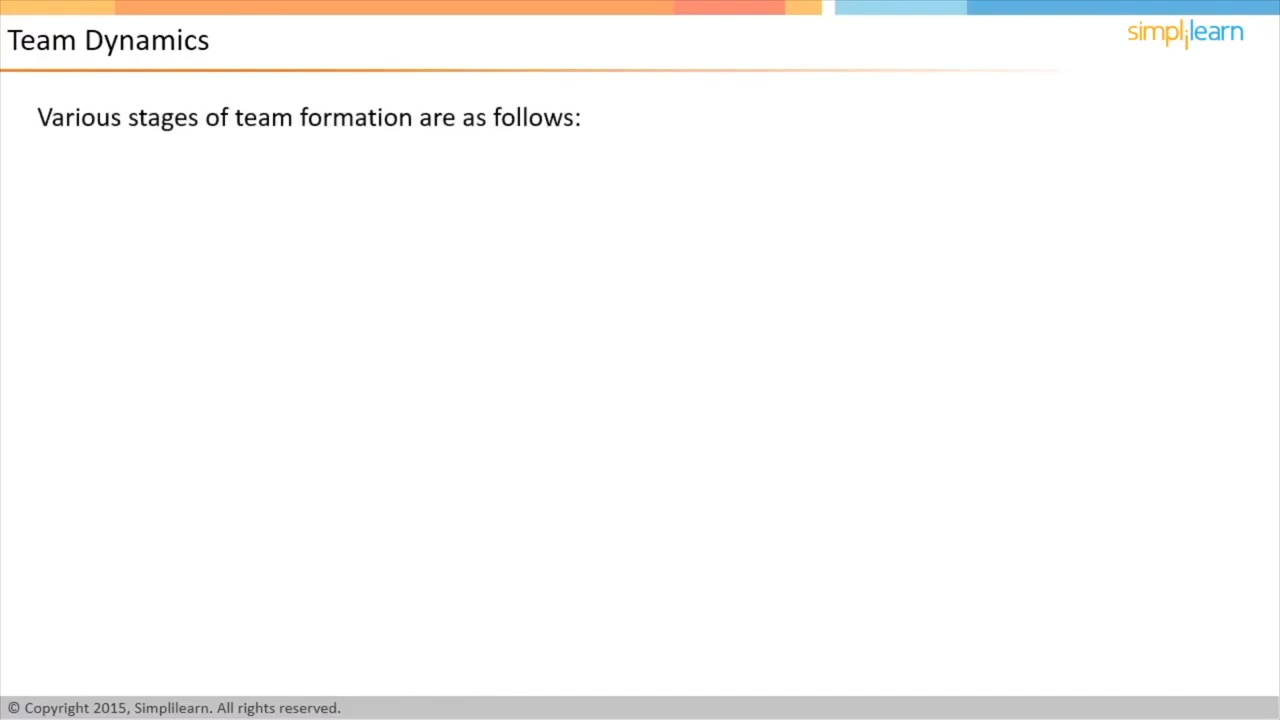 Team Dynamics
simplilearn
Various stages of team formation are as follows:
© Copyright 2015, Simplilearn. All rights reserved.